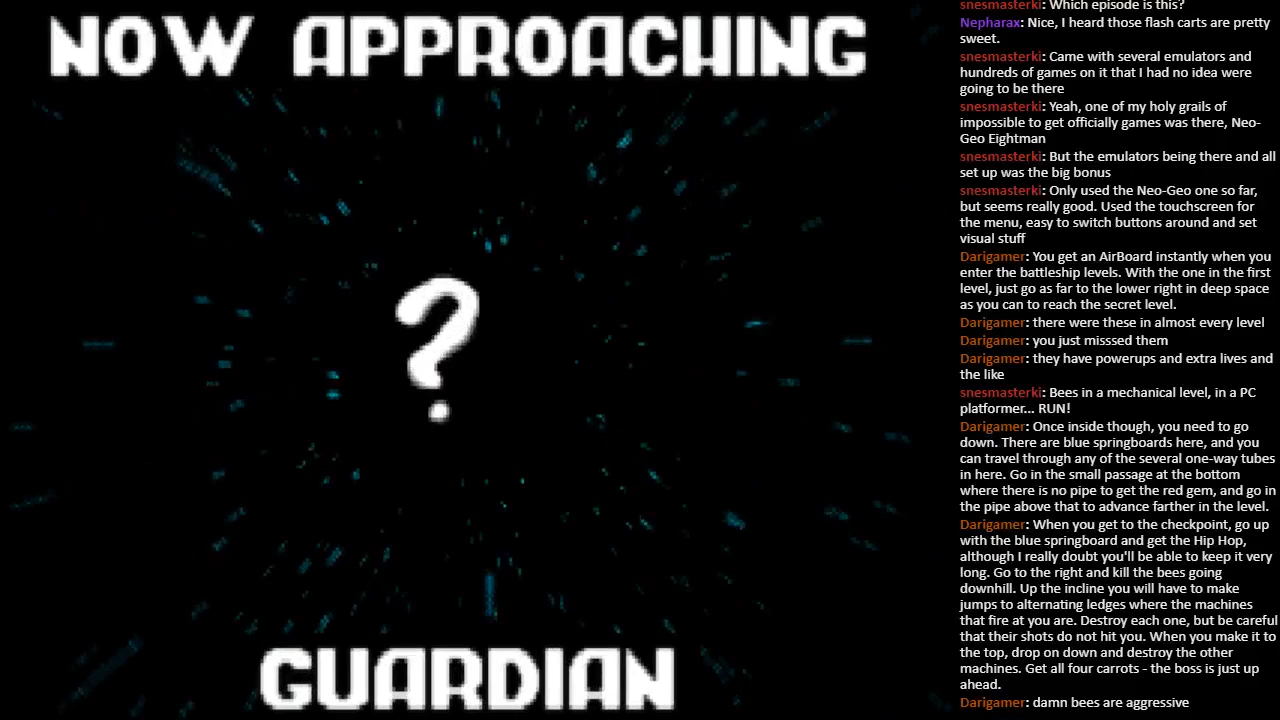 NOW APPROACHING
?
GUARDIAN
snesmasterki: Which episode is this?
Nepharax: Nice, I heard those flash carts are pretty
sweet.
snesmasterki: Came with several emulators and
hundreds of games on it that I had no idea were
going to be there
snesmasterki: Yeah, one of my holy grails of
impossible to get officially games was there, Neo-
Geo Eightman
snesmasterki: But the emulators being there and all
set up was the big bonus
snesmasterki: Only used the Neo-Geo one so far,
but seems really good. Used the touchscreen for
the menu, easy to switch buttons around and set
visual stuff
Darigamer: You get an AirBoard instantly when you
enter the battleship levels. With the one in the first
level, just go as far to the lower right in deep space
as you can to reach the secret level.
Darigamer: there were these in almost every level
Darigamer: you just misssed them
Darigamer: they have powerups and extra lives and
the like
snesmasterki: Bees in a mechanical level, in a PC
platformer... RUN!
Darigamer: Once inside though, you need to go
down. There are blue springboards here, and you
can travel through any of the several one-way tubes
in here. Go in the small passage at the bottom
where there is no pipe to get the red gem, and go in
the pipe above that to advance farther in the level.
Darigamer: When you get to the checkpoint, go up
with the blue springboard and get the Hip Hop,
although I really doubt you'll be able to keep it very
long. Go to the right and kill the bees going
downhill. Up the incline you will have to make
jumps to alternating ledges where the machines
that fire at you are. Destroy each one, but be careful
that their shots do not hit you. When you make it to
the top, drop on down and destroy the other
machines. Get all four carrots - the boss is just up
ahead.
Darigamer: damn bees are aggressive